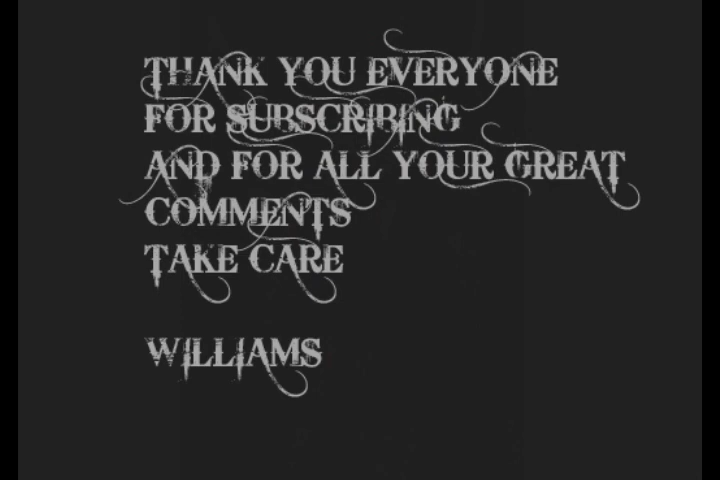 THANK YOU EVERYONE
FOR SUBSCRIBING
AND FOR ALL YOUR GREAT
COMMENTS
TAKE CARE
WILLIAMS